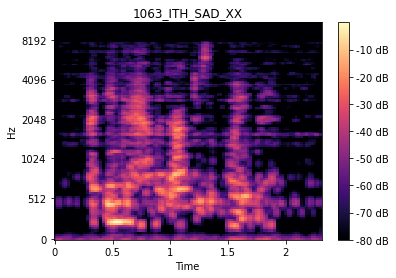 1063_ITH_SAD_XX
8192
4096
2048
1024
512
0
Hz
0
0.5
1
1.5
2
Time
-10 dB
-20 dB
-30 dB
-40 dB
-50 dB
-60 dB
-70 dB
-80 dB